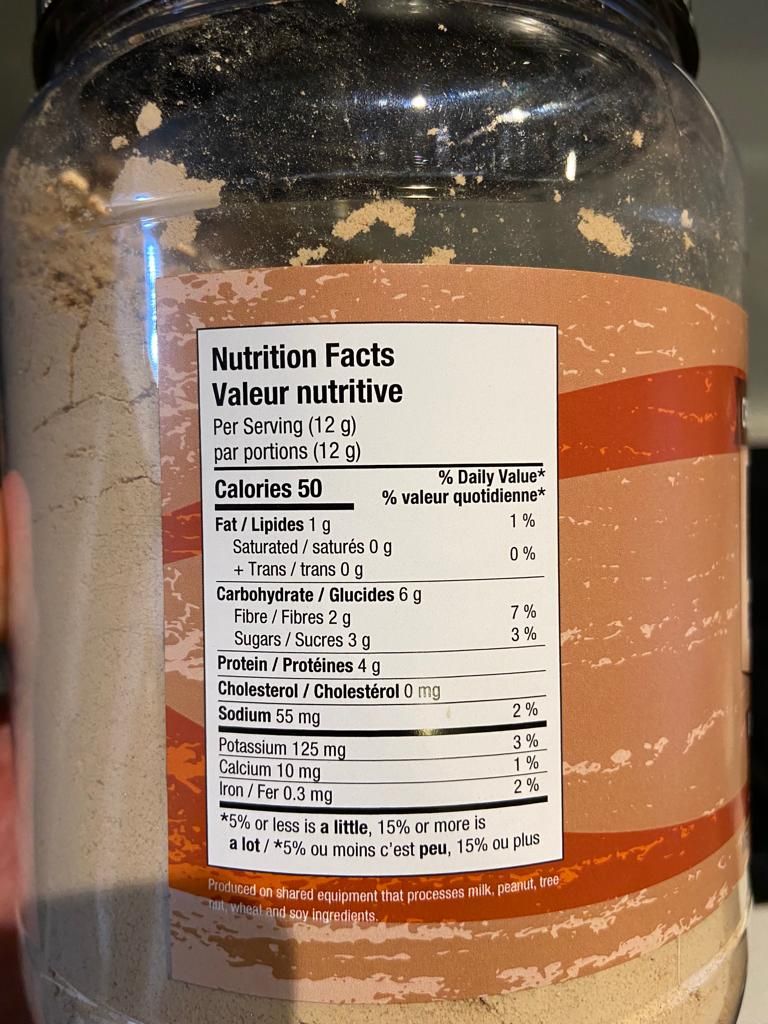 Nutrition Facts
Valeur nutritive
Per Serving (12 g)
par portions (12 g)
Calories 50
% Daily Value*
% valeur quotidienne*
Fat / Lipides 1 g 1 %
Saturated / saturés 0 g
+ Trans / trans 0 g 0 %
Carbohydrate / Glucides 6 g
Fibre / Fibres 2 g 7 %
Sugars / Sucres 3 g 3 %
Protein / Protéines 4 g
Cholesterol / Cholestérol 0 mg
Sodium 55 mg 2 %
Potassium 125 mg 3 %
Calcium 10 mg 1 %
Iron / Fer 0.3 mg 2 %
*5% or less is a little, 15% or more is
a lot / *5% ou moins c'est peu, 15% ou plus
Produced on shared equipment that processes milk, peanut, tree
nut, wheat and soy ingredients.